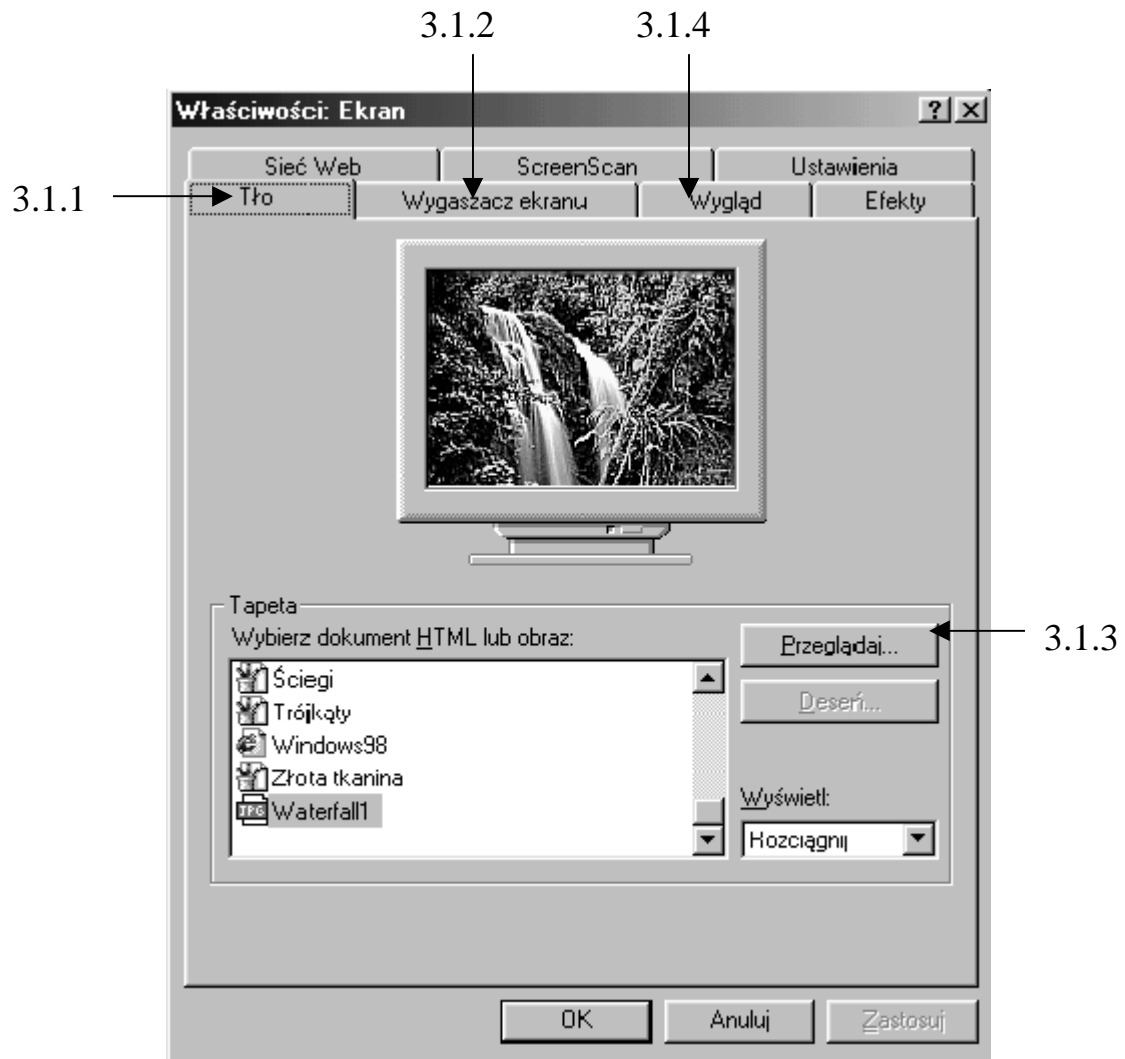 3.1.2 3.1.4
Właściwości: Ekran ? ×
Sieć Web ScreenScan Ustawienia
3.1.1 Tło Wygaszacz ekranu Wygląd Efekty
Tapeta
Wybierz dokument HTML lub obraz:
Przeglądaj... 3.1.3
Ściegi
Deseń...
Trójkąty
Windows98
Złota tkanina
Wyświetl:
JPG Waterfall1
Rozciągnij
OK Anuluj Zastosuj